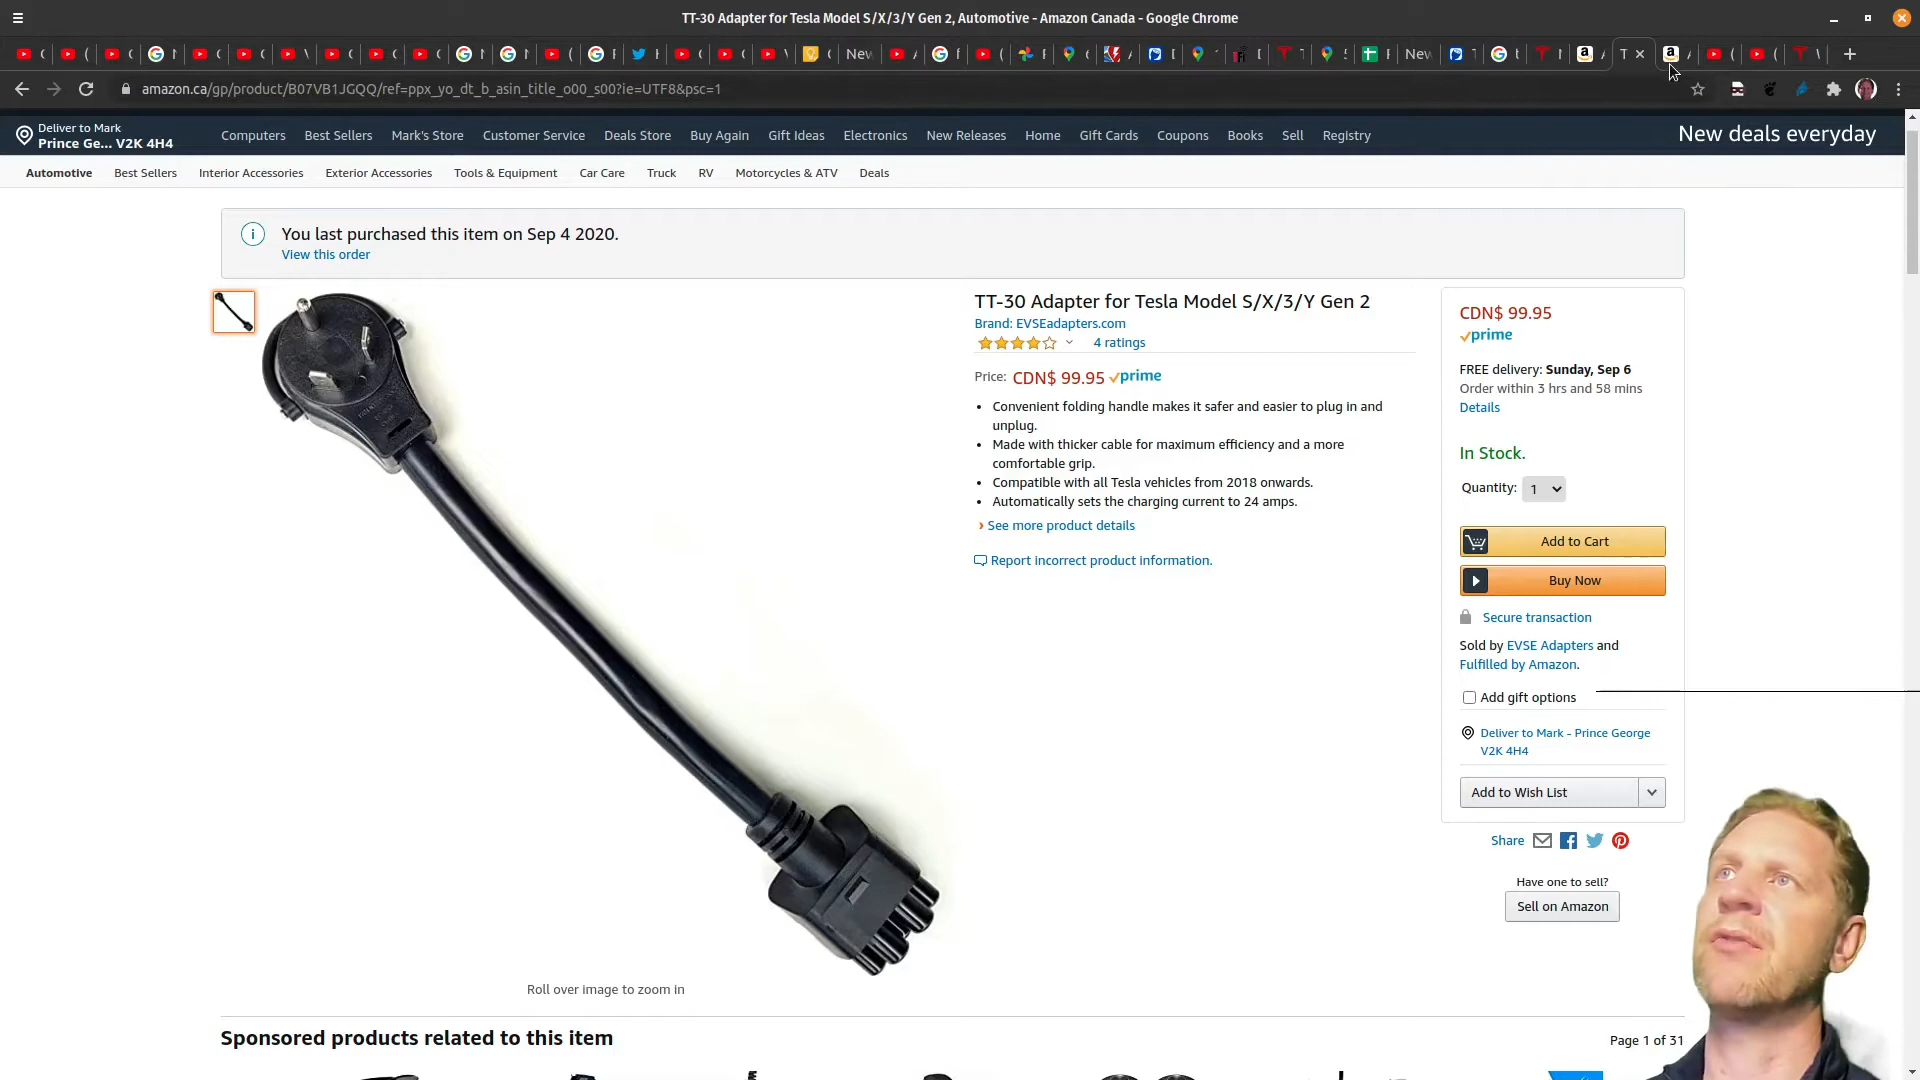 TT-30 Adapter for Tesla Model S/X/3/Y Gen 2, Automotive - Amazon Canada - Google Chrome
New
New
T
amazon.ca/gp/product/B07VB1JGQQ/ref=ppx_yo_dt_b_asin_title_o00_s00?ie=UTF8&psc=1
Deliver to Mark
Prince Ge... V2K 4H4
Computers Best Sellers Mark's Store Customer Service Deals Store Buy Again Gift Ideas Electronics New Releases Home Gift Cards Coupons Books Sell Registry
New deals everyday
Automotive Best Sellers Interior Accessories Exterior Accessories Tools & Equipment Car Care Truck RV Motorcycles & ATV Deals
You last purchased this item on Sep 4 2020.
View this order
TT-30 Adapter for Tesla Model S/X/3/Y Gen 2
Brand: EVSEadapters.com
4 ratings
Price: CDN$ 99.95 prime
• Convenient folding handle makes it safer and easier to plug in and
unplug.
• Made with thicker cable for maximum efficiency and a more
comfortable grip.
• Compatible with all Tesla vehicles from 2018 onwards.
• Automatically sets the charging current to 24 amps.
› See more product details
Report incorrect product information.
CDN$ 99.95
prime
FREE delivery: Sunday, Sep 6
Order within 3 hrs and 58 mins
Details
In Stock.
Quantity: 1
Add to Cart
Buy Now
Secure transaction
Sold by EVSE Adapters and
Fulfilled by Amazon.
Add gift options
Deliver to Mark - Prince George
V2K 4H4
Add to Wish List
Share
Have one to sell?
Sell on Amazon
Roll over image to zoom in
Sponsored products related to this item
Page 1 of 31